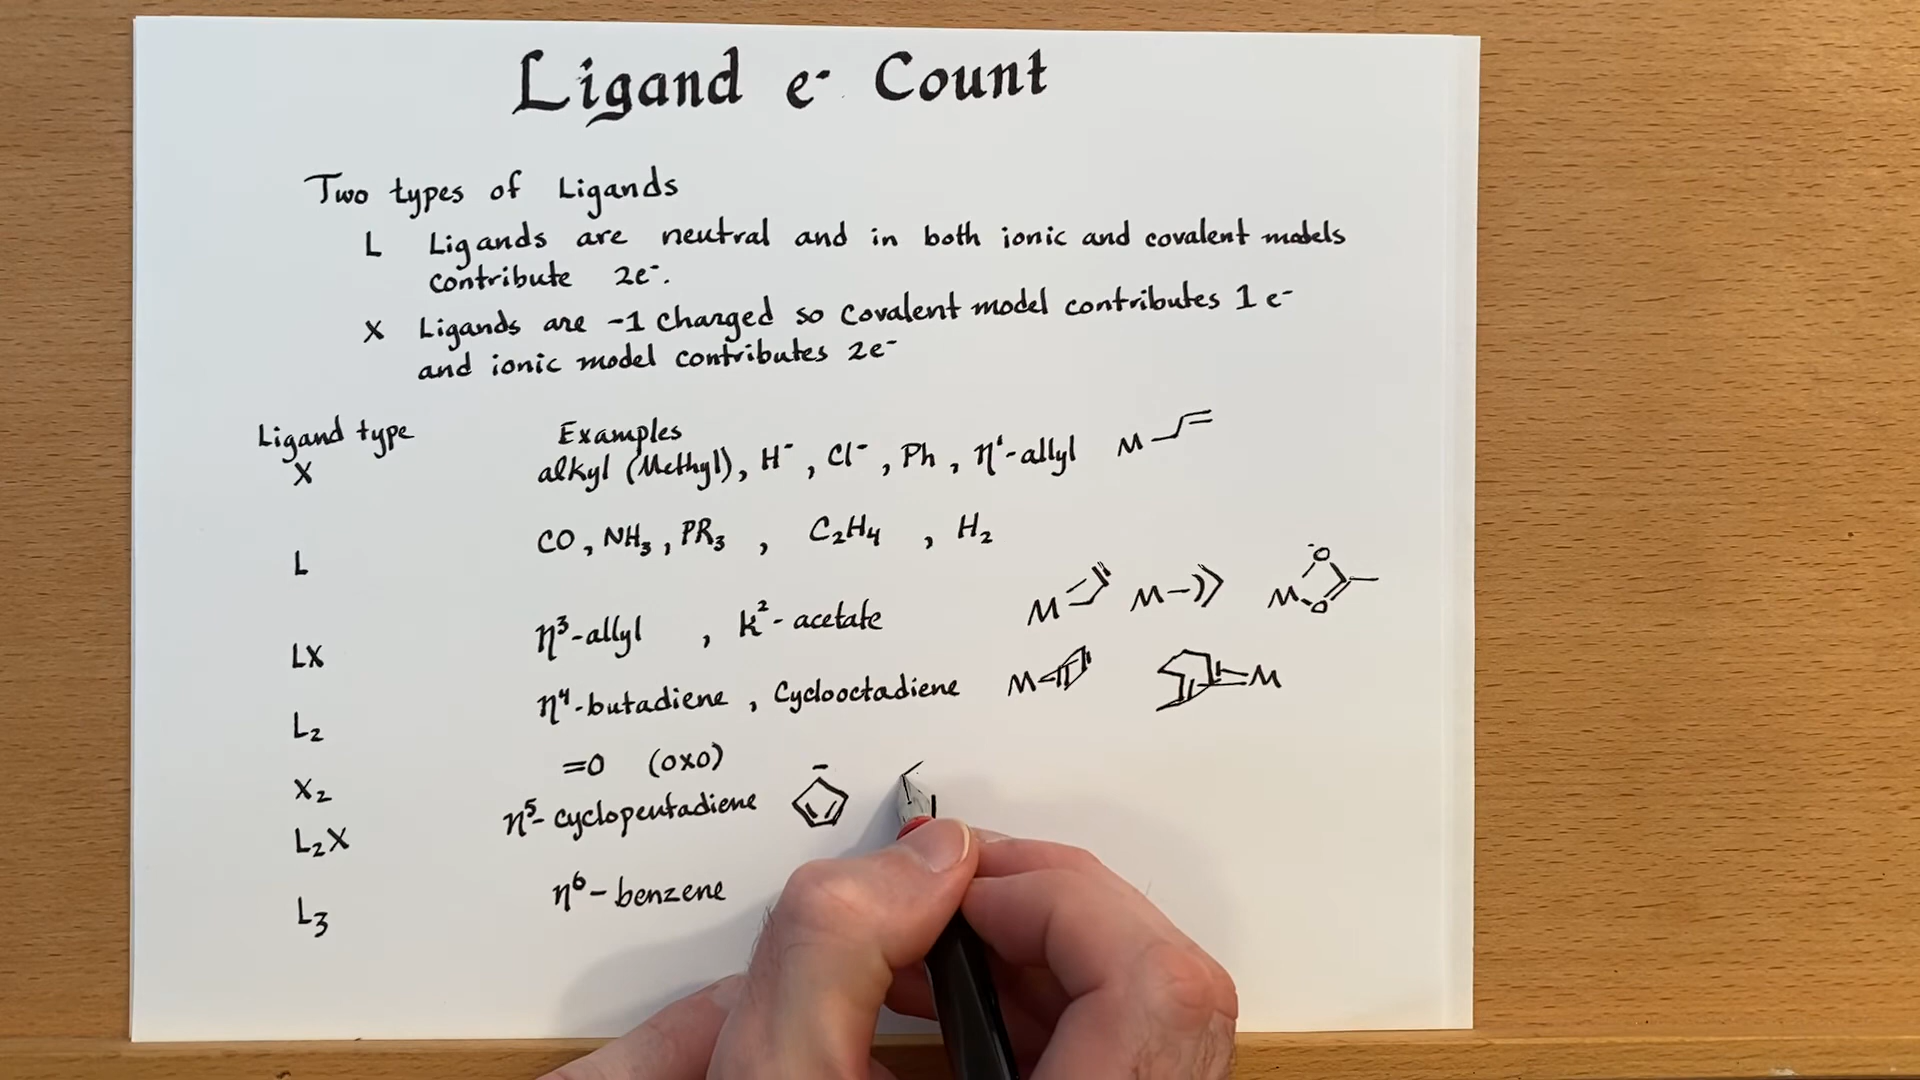 Ligand e⁻ Count
Two types of Ligands
L Ligands are neutral and in both ionic and covalent models
contribute 2e⁻.
X Ligands are -1 charged so covalent model contributes 1 e⁻
and ionic model contributes 2e⁻
Ligand type Examples
X alkyl (Methyl), H⁻, Cl⁻, Ph, η¹-allyl M
L CO, NH₃, PR₃, C₂H₄, H₂
LX η³-allyl, k²-acetate M M M O O
L₂ η⁴-butadiene, Cyclooctadiene M M
X₂ =O (oxo)
L₂X η⁵-cyclopentadiene
L₃ η⁶-benzene